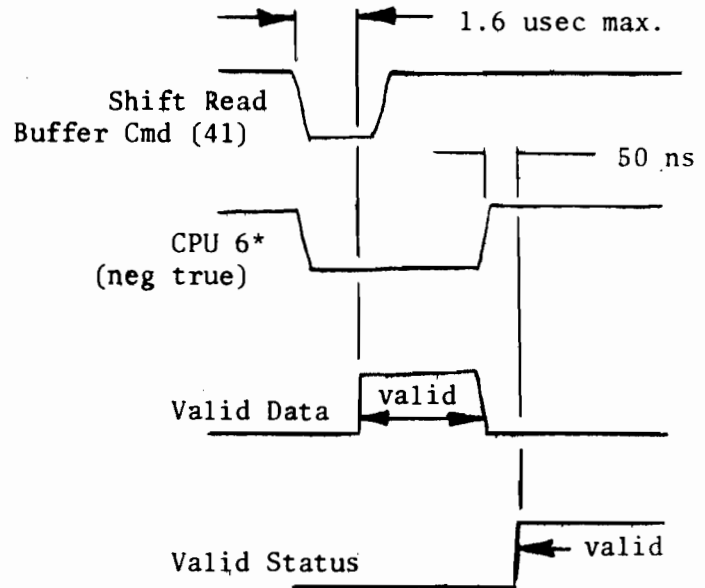 1.6 usec max.
Shift Read
Buffer Cmd (41)
50 ns
CPU 6*
(neg true)
Valid Data
valid
Valid Status
valid